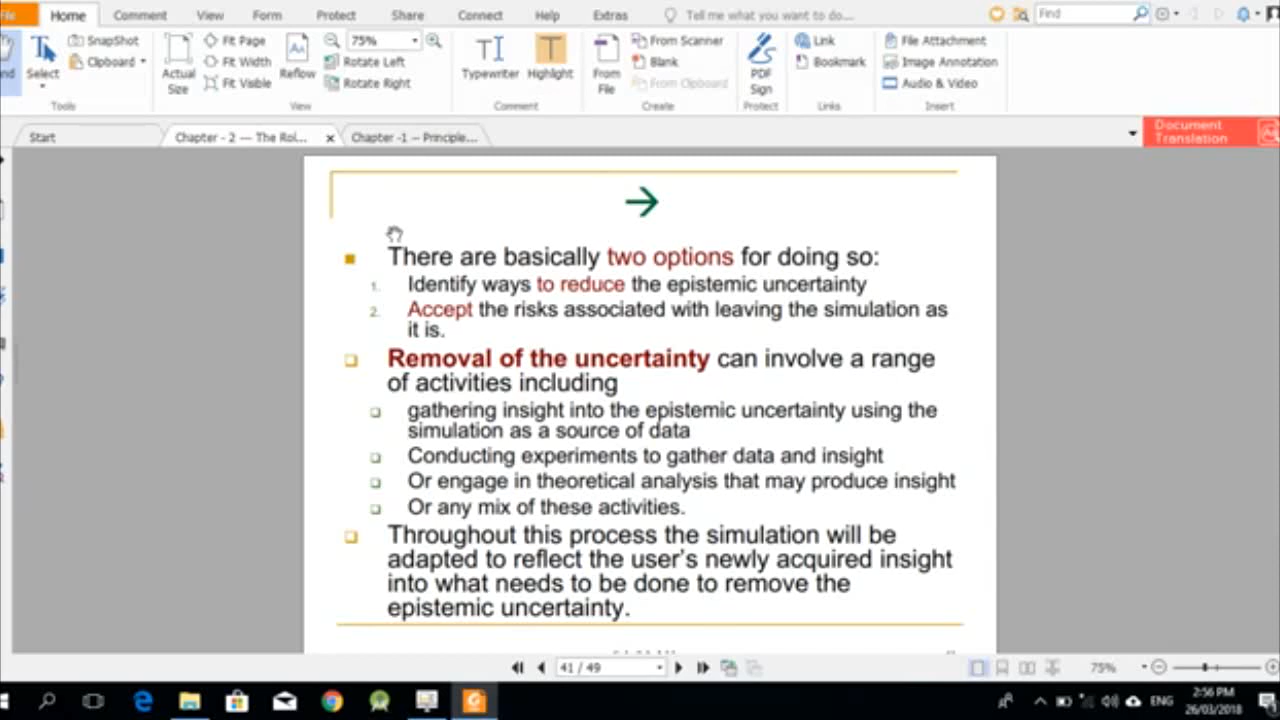 File
Home
Comment
View
Form
Protect
Share
Connect
Help
Extras
Tell me what you want to do...
Find
SnapShot
Clipboard
Select
Tools
Actual
Size
Fit Page
Fit Width
Fit Visible
Reflow
75%
Rotate Left
Rotate Right
View
Typewriter
Highlight
Comment
From
File
From Scanner
Blank
From Clipboard
Create
PDF
Sign
Protect
Link
Bookmark
Links
File Attachment
Image Annotation
Audio & Video
Insert
Start
Chapter - 2 — The Rol...
Chapter -1 -- Principle...
Document
Translation
There are basically two options for doing so:
1. Identify ways to reduce the epistemic uncertainty
2. Accept the risks associated with leaving the simulation as
it is.
Removal of the uncertainty can involve a range
of activities including
gathering insight into the epistemic uncertainty using the
simulation as a source of data
Conducting experiments to gather data and insight
Or engage in theoretical analysis that may produce insight
Or any mix of these activities.
Throughout this process the simulation will be
adapted to reflect the user's newly acquired insight
into what needs to be done to remove the
epistemic uncertainty.
41 / 49
75%
ENG
2:56 PM
26/03/2018